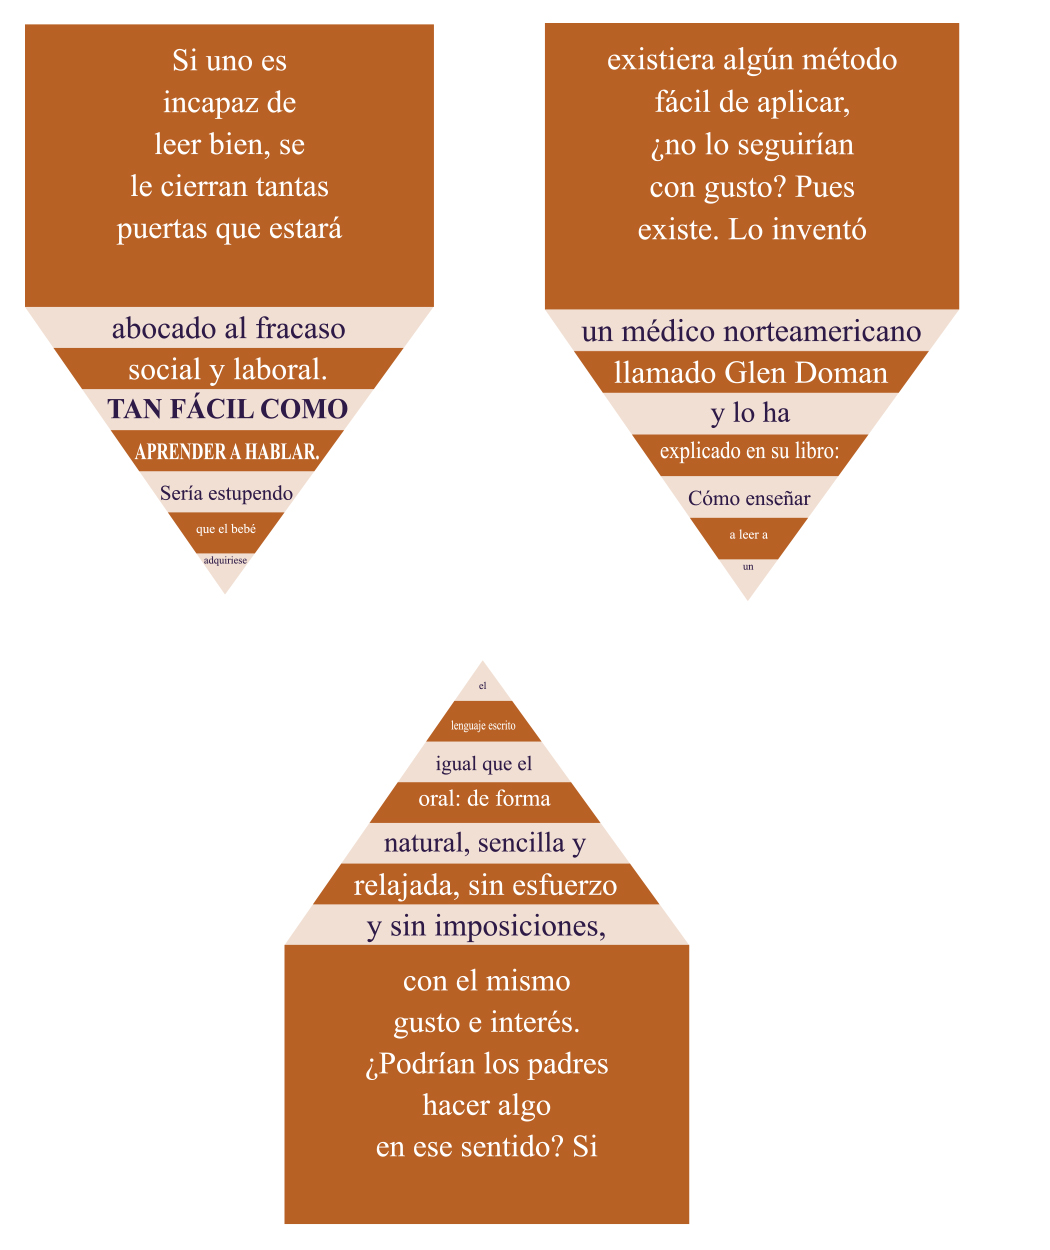 Si uno es
incapaz de
leer bien, se
le cierran tantas
puertas que estará
abocado al fracaso
social y laboral.
TAN FÁCIL COMO
APRENDER A HABLAR.
Sería estupendo
que el bebé
adquiriese
el
lenguaje escrito
igual que el
oral: de forma
natural, sencilla y
relajada, sin esfuerzo
y sin imposiciones,
con el mismo
gusto e interés.
¿Podrían los padres
hacer algo
en ese sentido? Si
existiera algún método
fácil de aplicar,
¿no lo seguirían
con gusto? Pues
existe. Lo inventó
un médico norteamericano
llamado Glen Doman
y lo ha
explicado en su libro:
Cómo enseñar
a leer a
un